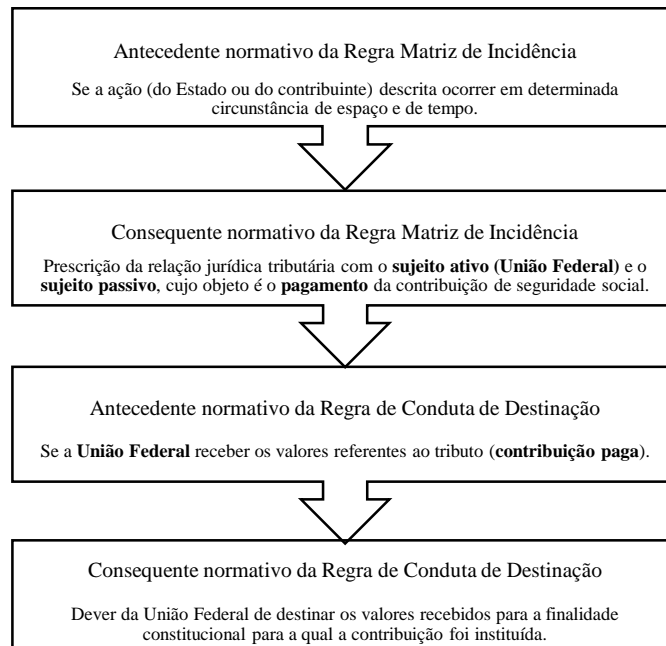 Antecedente normativo da Regra Matriz de Incidência
Se a ação (do Estado ou do contribuinte) descrita ocorrer em determinada
circunstância de espaço e de tempo.
Consequente normativo da Regra Matriz de Incidência
Prescrição da relação jurídica tributária com o sujeito ativo (União Federal) e o
sujeito passivo, cujo objeto é o pagamento da contribuição de seguridade social.
Antecedente normativo da Regra de Conduta de Destinação
Se a União Federal receber os valores referentes ao tributo (contribuição paga).
Consequente normativo da Regra de Conduta de Destinação
Dever da União Federal de destinar os valores recebidos para a finalidade
constitucional para a qual a contribuição foi instituída.